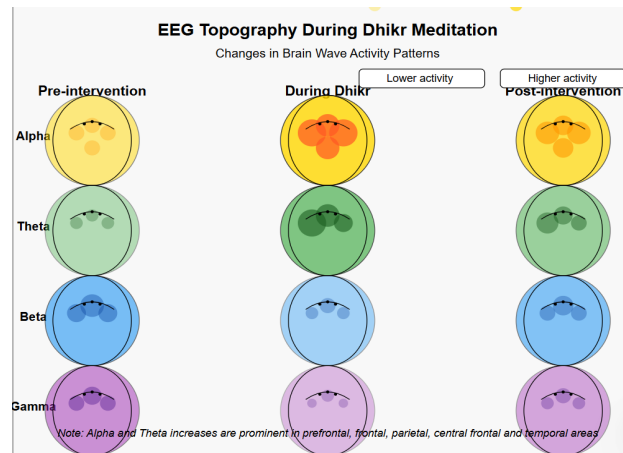 EEG Topography During Dhikr Meditation
Changes in Brain Wave Activity Patterns
Lower activity
Higher activity
Pre-intervention
During Dhikr
Post-intervention
Alpha
Theta
Beta
Gamma
Note: Alpha and Theta increases are prominent in prefrontal, frontal, parietal, central frontal and temporal areas